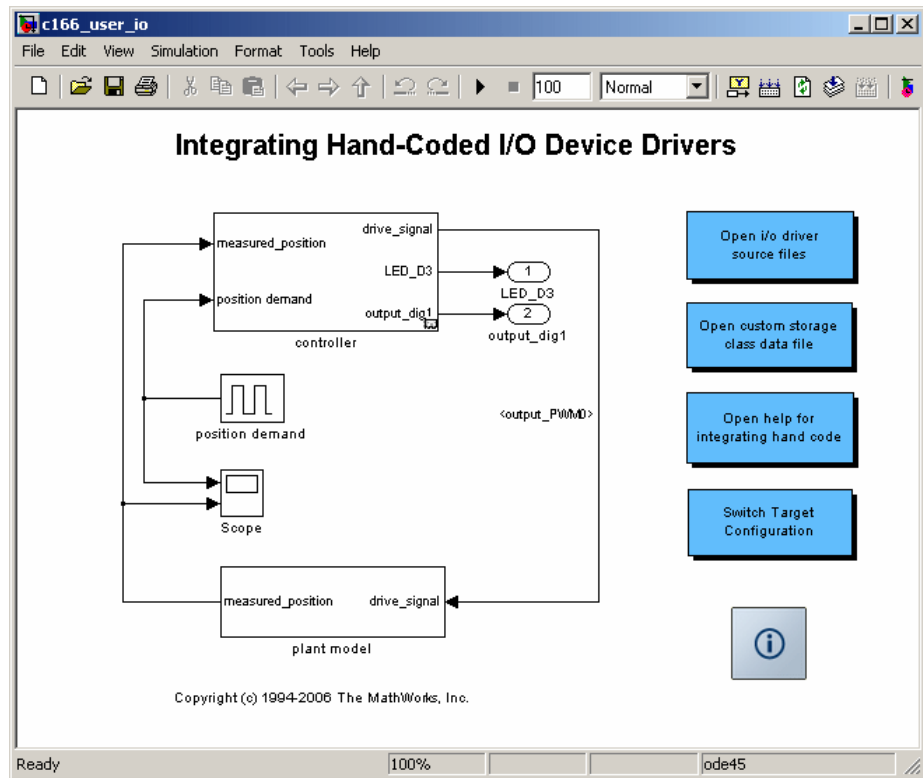 c166_user_io
File Edit View Simulation Format Tools Help
100 Normal
Integrating Hand-Coded I/O Device Drivers
drive_signal
measured_position
LED_D3
1
LED_D3
position demand
output_dig1
2
output_dig1
controller
Open i/o driver
source files
Open custom storage
class data file
position demand
<output_PWM0>
Open help for
integrating hand code
Scope
Switch Target
Configuration
measured_position drive_signal
plant model
Copyright (c) 1994-2006 The MathWorks, Inc.
Ready 100% ode45